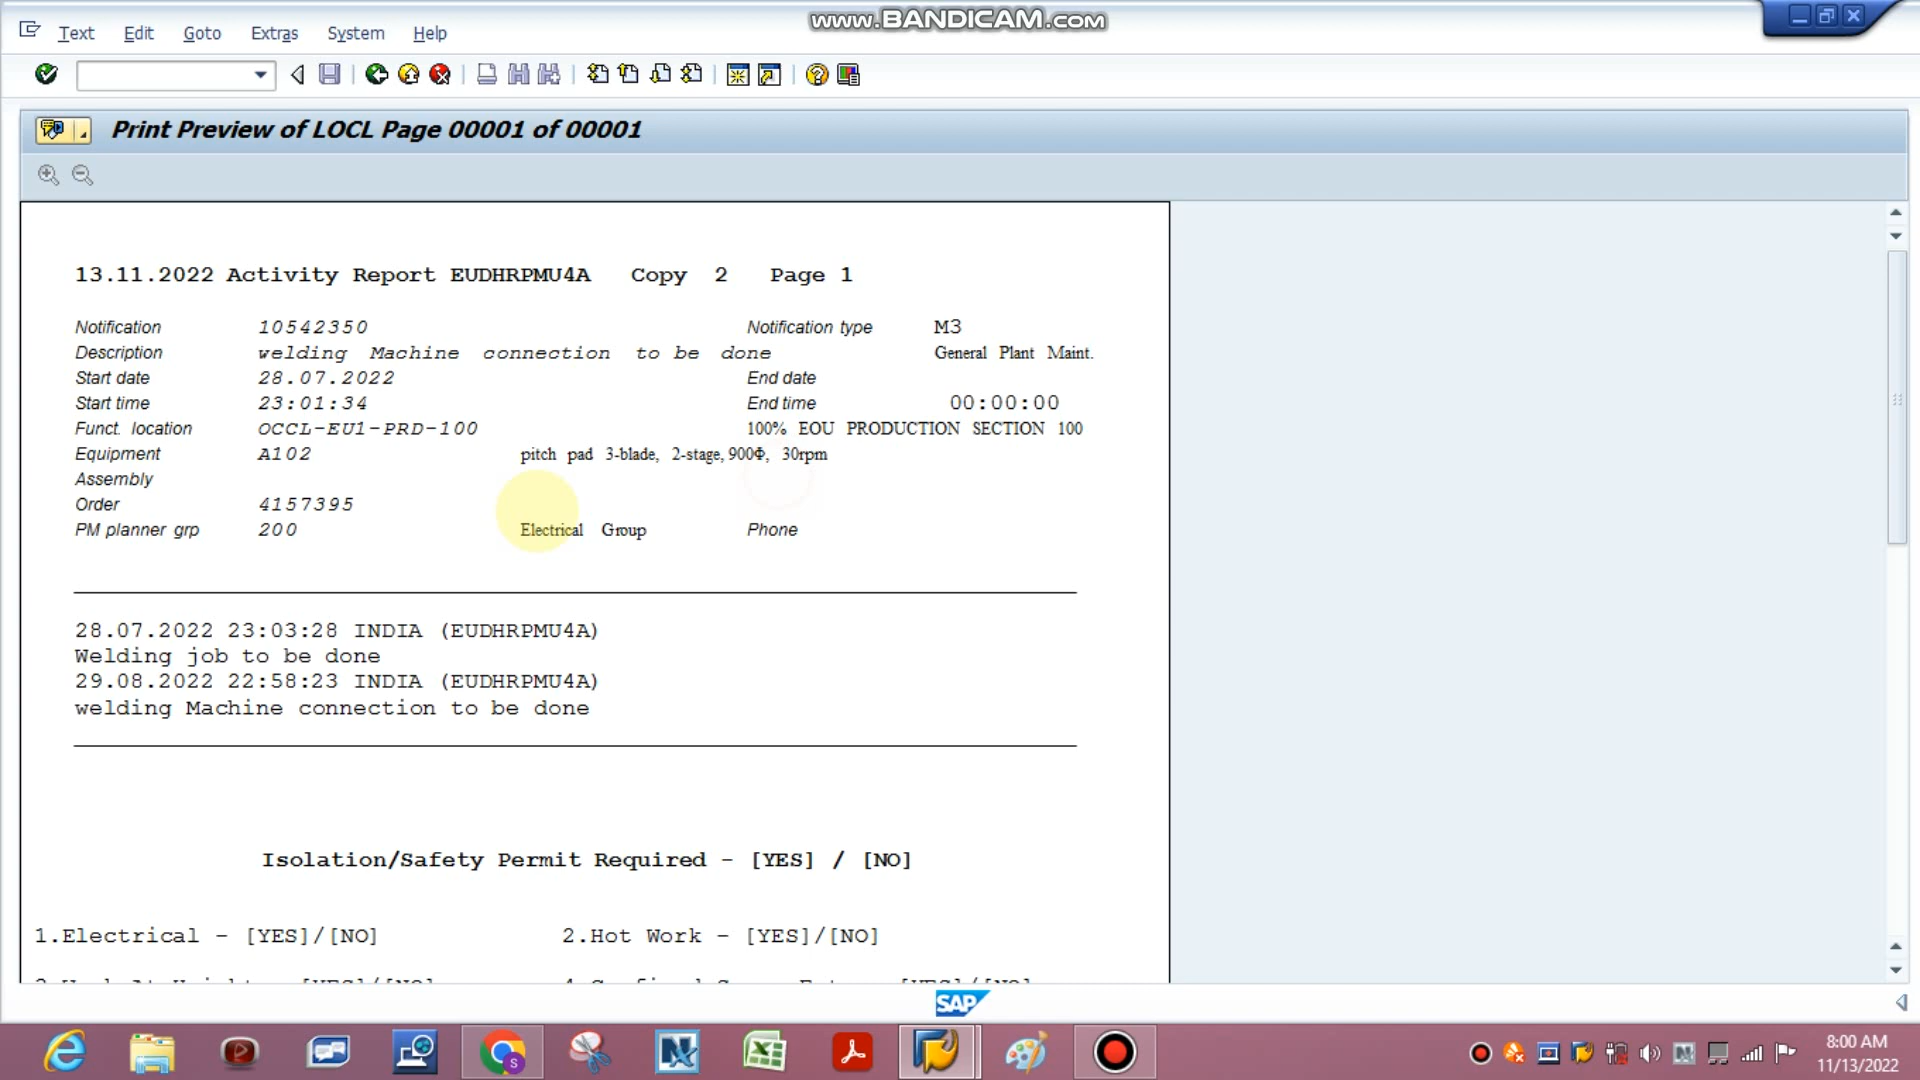 www.BANDICAM.com
Text Edit Goto Extras System Help
Print Preview of LOCL Page 00001 of 00001
13.11.2022 Activity Report EUDHRPMU4A Copy 2 Page 1
Notification 10542350 Notification type M3
Description welding Machine connection to be done General Plant Maint.
Start date 28.07.2022 End date
Start time 23:01:34 End time 00:00:00
Funct. location OCCL-EU1-PRD-100 100% EOU PRODUCTION SECTION 100
Equipment A102 pitch pad 3-blade, 2-stage, 900Φ, 30rpm
Assembly
Order 4157395
PM planner grp 200 Electrical Group Phone
28.07.2022 23:03:28 INDIA (EUDHRPMU4A)
Welding job to be done
29.08.2022 22:58:23 INDIA (EUDHRPMU4A)
welding Machine connection to be done
Isolation/Safety Permit Required - [YES] / [NO]
1.Electrical - [YES]/[NO] 2.Hot Work - [YES]/[NO]
SAP
8:00 AM
11/13/2022